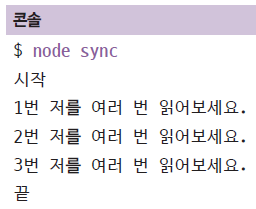 콘솔
$ node sync
시작
1번 저를 여러 번 읽어보세요.
2번 저를 여러 번 읽어보세요.
3번 저를 여러 번 읽어보세요.
끝